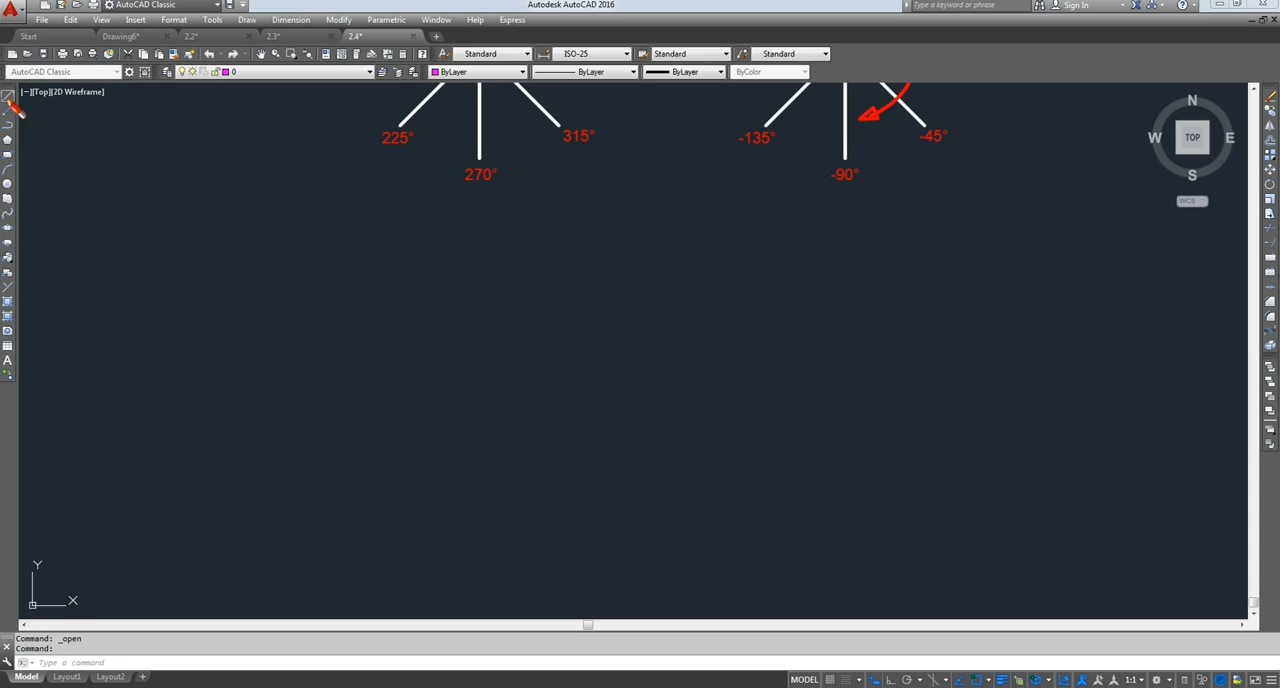 AutoCAD Classic Autodesk AutoCAD 2016 Type a keyword or phrase Sign In
File Edit View Insert Format Tools Draw Dimension Modify Parametric Window Help Express
Start Drawing6* 2.2* 2.3* 2.4*
Standard ISO-25 Standard Standard
AutoCAD Classic 0 ByLayer ByLayer ByLayer ByColor
[−][Top][2D Wireframe]
225° 315° -135° -45°
270° -90°
N
W TOP E
S
WCS
Y
X
Command: _open
Command:
Type a command
Model Layout1 Layout2 MODEL 1:1